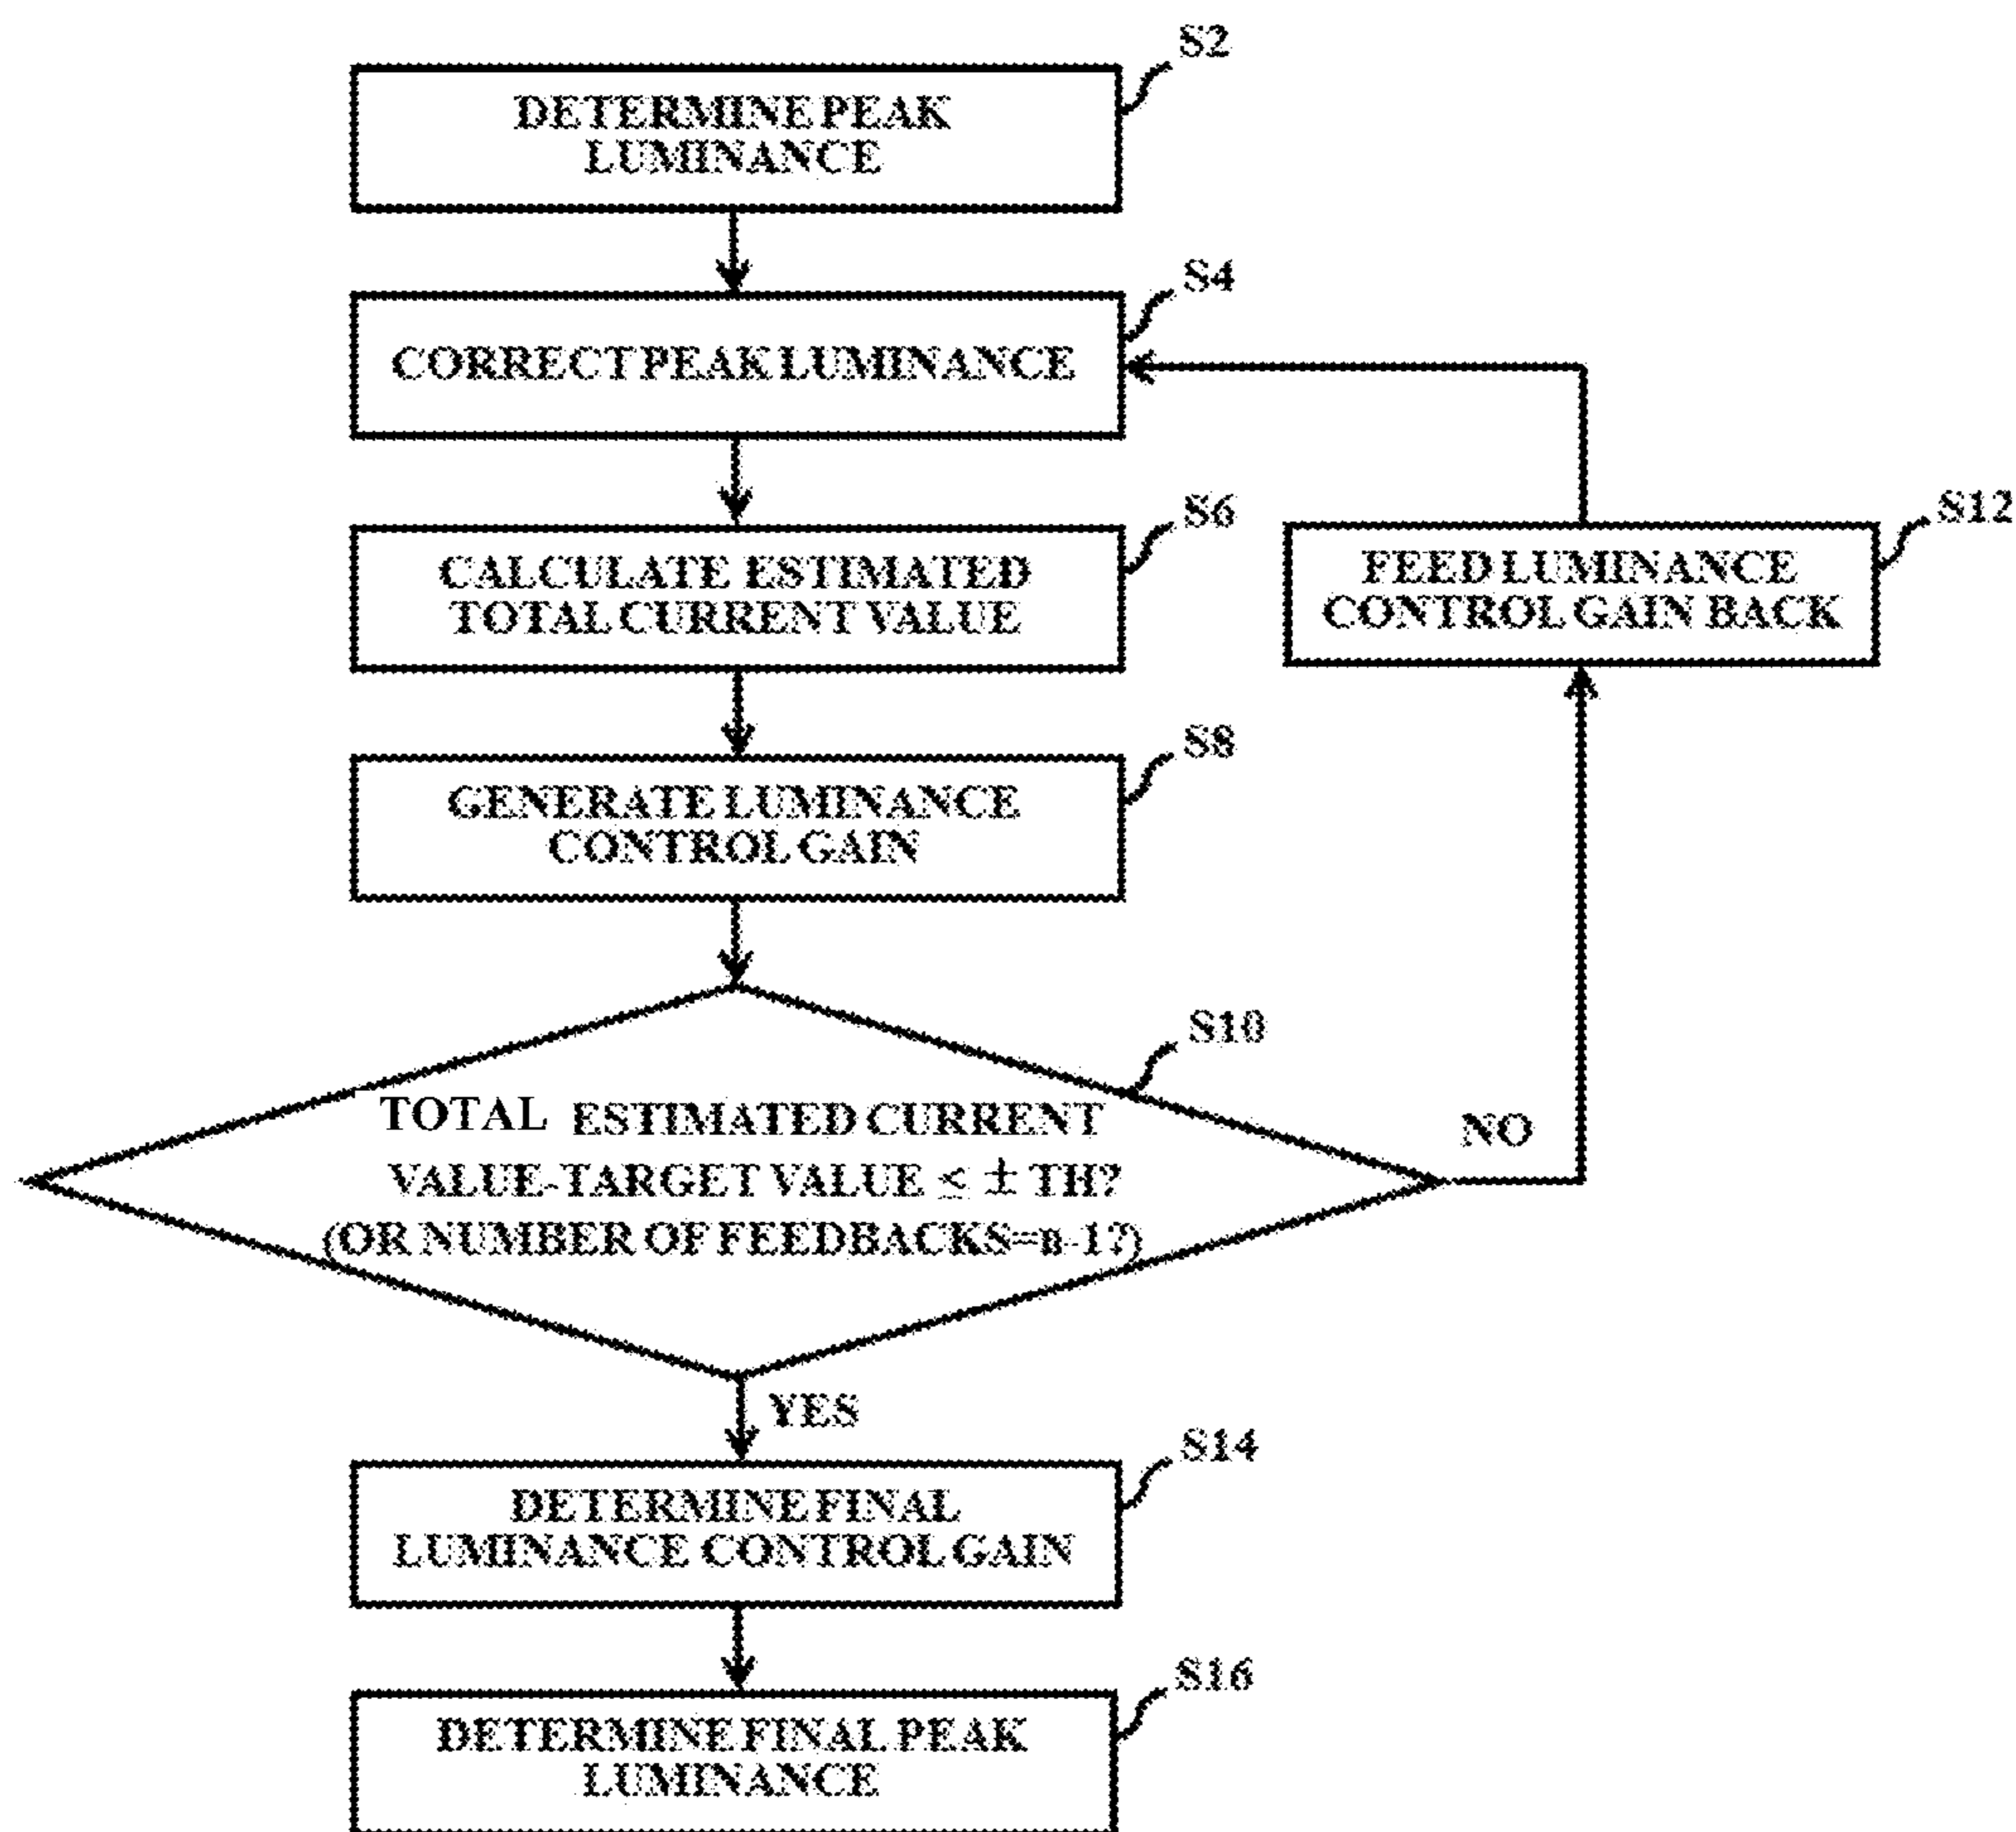 S2
DETERMINE PEAK
LUMINANCE
S4
CORRECT PEAK LUMINANCE
S6
CALCULATE ESTIMATED
TOTAL CURRENT VALUE
S12
FEED LUMINANCE
CONTROL GAIN BACK
S8
GENERATE LUMINANCE
CONTROL GAIN
S10
TOTAL ESTIMATED CURRENT
VALUE-TARGET VALUE ≤ ± TH?
(OR NUMBER OF FEEDBACKS=n-1?)
NO
YES
S14
DETERMINE FINAL
LUMINANCE CONTROL GAIN
S16
DETERMINE FINAL PEAK
LUMINANCE